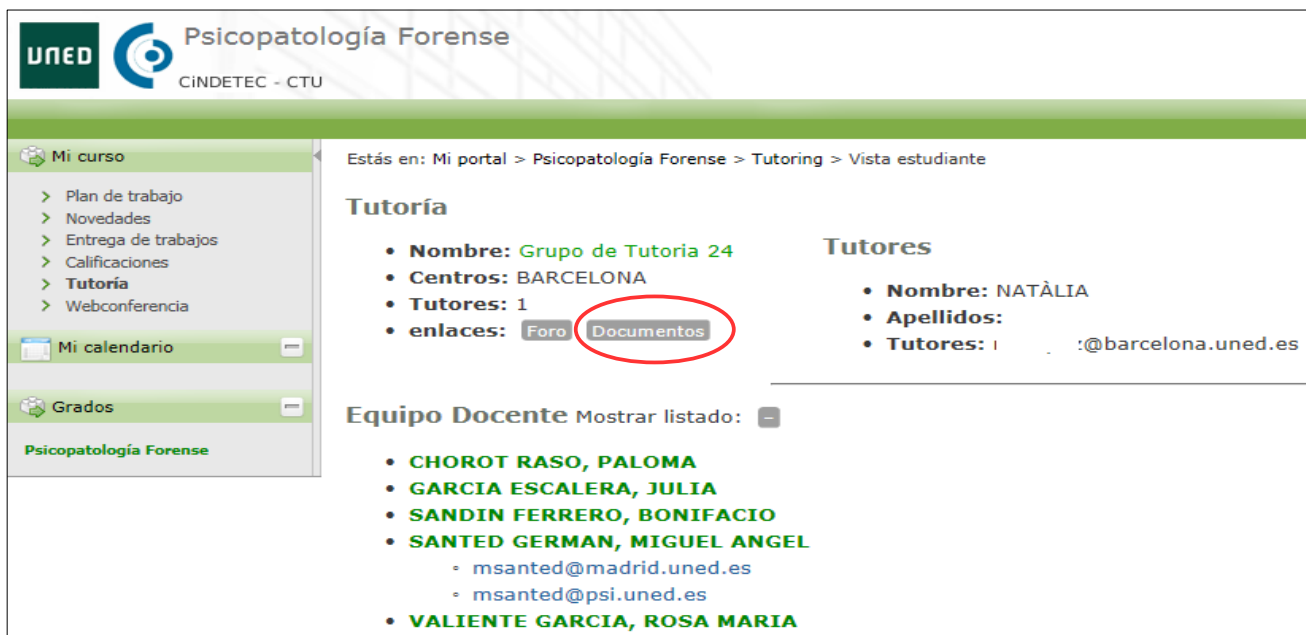 UNED
Psicopatología Forense
CiNDETEC - CTU
Mi curso
Plan de trabajo
Novedades
Entrega de trabajos
Calificaciones
Tutoría
Webconferencia
Mi calendario
Grados
Psicopatología Forense
Estás en: Mi portal > Psicopatología Forense > Tutoring > Vista estudiante
Tutoría
• Nombre: Grupo de Tutoria 24
• Centros: BARCELONA
• Tutores: 1
• enlaces: Foro Documentos
Tutores
• Nombre: NATÀLIA
• Apellidos:
• Tutores: :@barcelona.uned.es
Equipo Docente Mostrar listado:
• CHOROT RASO, PALOMA
• GARCIA ESCALERA, JULIA
• SANDIN FERRERO, BONIFACIO
• SANTED GERMAN, MIGUEL ANGEL
◦ msanted@madrid.uned.es
◦ msanted@psi.uned.es
• VALIENTE GARCIA, ROSA MARIA